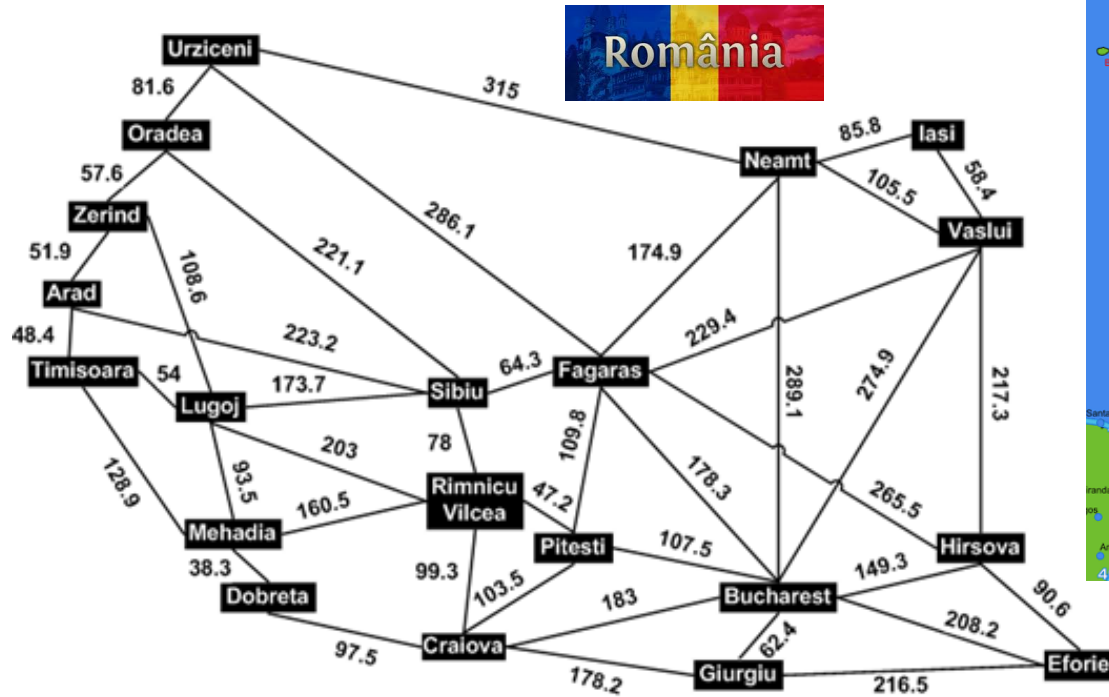 România
Urziceni
81.6
315
Oradea
Iasi
85.8
Neamt
57.6
105.5
58.4
Zerind
286.1
Vaslui
51.9
108.6
221.1
174.9
Arad
48.4
223.2
229.4
Timisoara
54
173.7
64.3
Fagaras
289.1
274.9
217.3
Sibiu
Lugoj
Santa
203
78
109.8
128.9
93.5
160.5
Rimnicu
Vilcea
47.2
178.3
265.5
Mehadia
Pitesti
107.5
Hirsova
38.3
99.3
103.5
149.3
90.6
Dobreta
183
Bucharest
208.2
97.5
Craiova
62.4
178.2
Giurgiu
216.5
Eforie